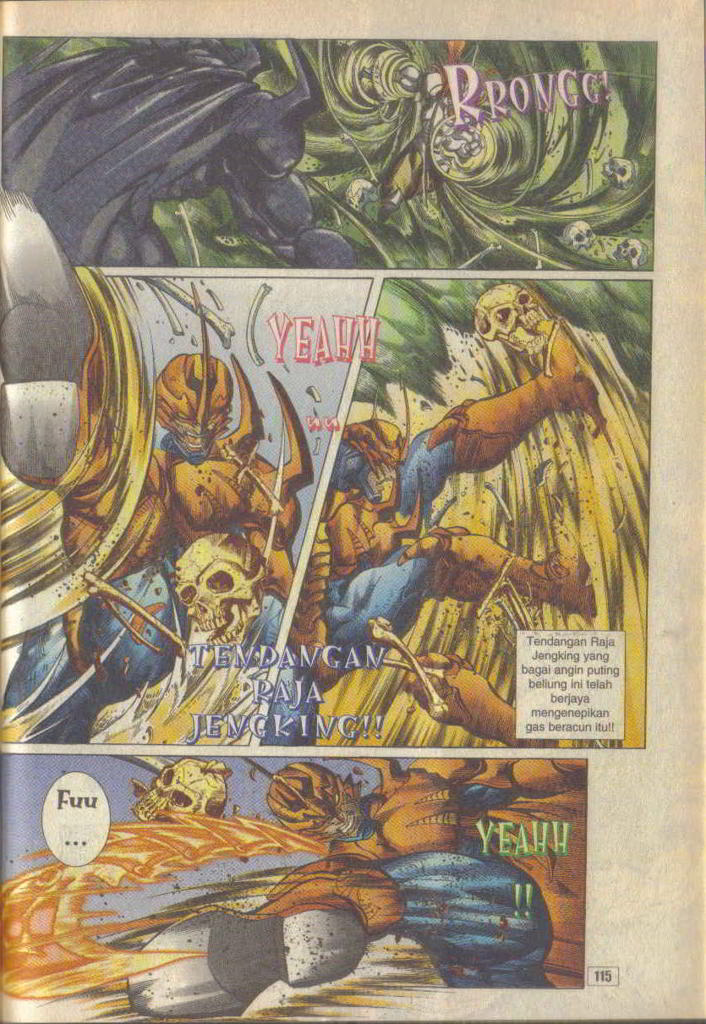 RRONGG!
YEAHH
uu
TENDANGAN
RAJA
JENGKING!!
Tendangan Raja
Jengking yang
bagai angin puting
beliung ini telah
berjaya
mengenepikan
gas beracun itu!!
Fuu
...
YEAHH
!!
115